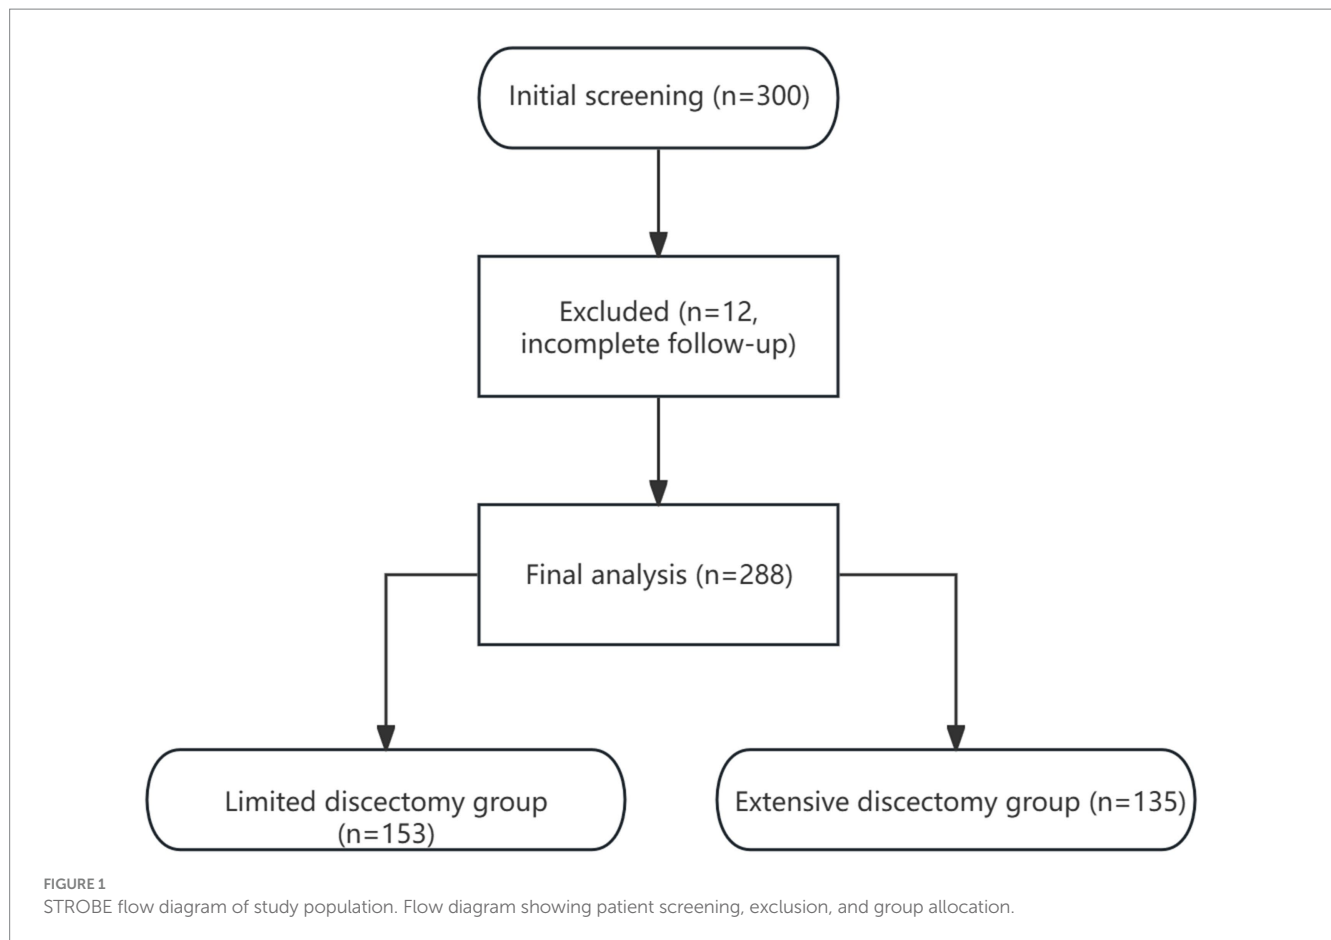 Initial screening (n=300)
Excluded (n=12,
incomplete follow-up)
Final analysis (n=288)
Limited discectomy group
(n=153)
Extensive discectomy group (n=135)
FIGURE 1
STROBE flow diagram of study population. Flow diagram showing patient screening, exclusion, and group allocation.